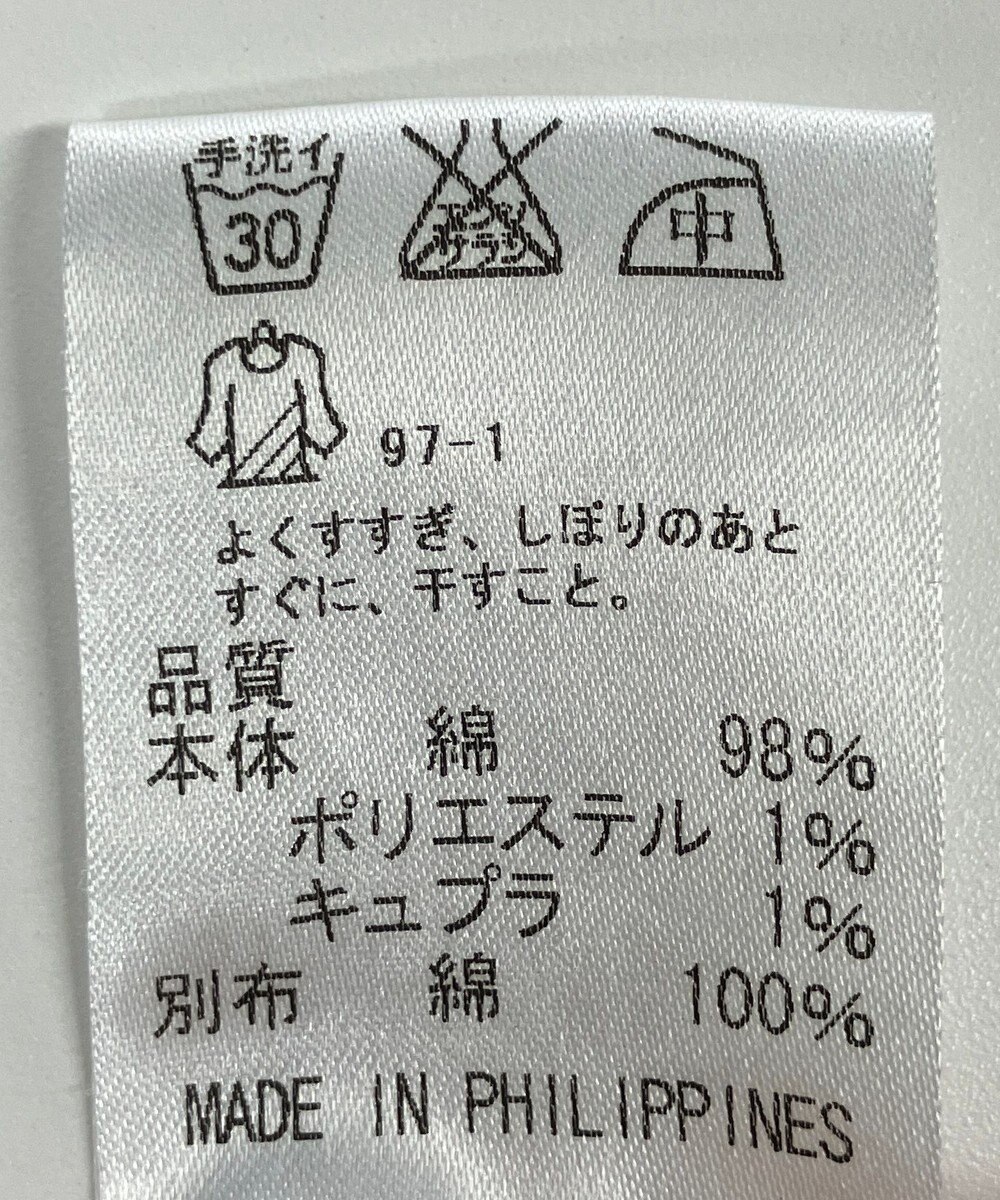 手洗イ
30
エンソ
サラシ
中
97-1
よくすすぎ、しぼりのあと
すぐに、干すこと。
品質
本体 綿 98%
ポリエステル 1%
キュプラ 1%
別布 綿 100%
MADE IN PHILIPPINES